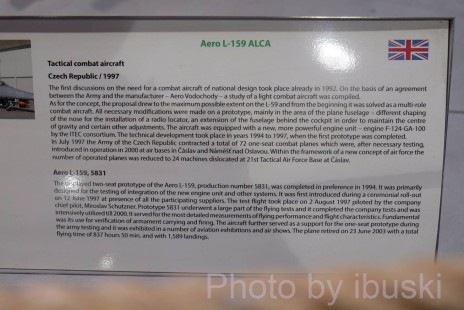 Aero L-159 ALCA
Tactical combat aircraft
Czech Republic / 1997
The first discussions on the need for a combat aircraft of national design took place already in 1992. On the basis of an agreement
between the Army and the manufacturer – Aero Vodochody – a study of a light combat aircraft was compiled.
As for the concept, the proposal drew to the maximum possible extent on the L-59 and from the beginning it was solved as a multi-role
combat aircraft. All necessary modifications were made on a prototype, mainly in the area of the plane fuselage – different shaping
of the nose for the installation of a radio locator, an extension of the fuselage behind the cockpit in order to maintain the centre
of gravity and certain other adjustments. The aircraft was equipped with a new, more powerful engine unit – engine F-124-GA-100
by the ITEC consortium. The technical development took place in years 1994 to 1997, when the first prototype was completed.
In July 1997 the Army of the Czech Republic contracted a total of 72 one-seat combat planes which were, after necessary testing,
introduced in operation in 2000 at air bases in Čáslav and Náměšť nad Oslavou. Within the framework of a new concept of air force the
number of operated planes was reduced to 24 machines dislocated at 21st Tactical Air Force Base at Čáslav.
Aero L-159, 5831
The displayed two-seat prototype of the Aero L-159, production number 5831, was completed in preference in 1994. It was primarily
designed for the testing of integration of the new engine unit and other systems. It was first introduced during a ceremonial roll-out
on 12 June 1997 at presence of all the participating suppliers. The test flight took place on 2 August 1997 piloted by the company
chief pilot, Miroslav Schützner. Prototype 5831 underwent a large part of the flying tests and it completed the company tests and was
intensively utilised till 2000. It served for the most detailed measurements of flying performance and flight characteristics. Fundamental
was its use for verification of armament carrying and firing. The aircraft further served as a support for the one-seat prototype during
the army testing and it was exhibited in a number of aviation exhibitions and air shows. The plane retired on 23 June 2003 with a total
flying time of 837 hours 50 min. and with 1,589 landings.
Photo by ibuski